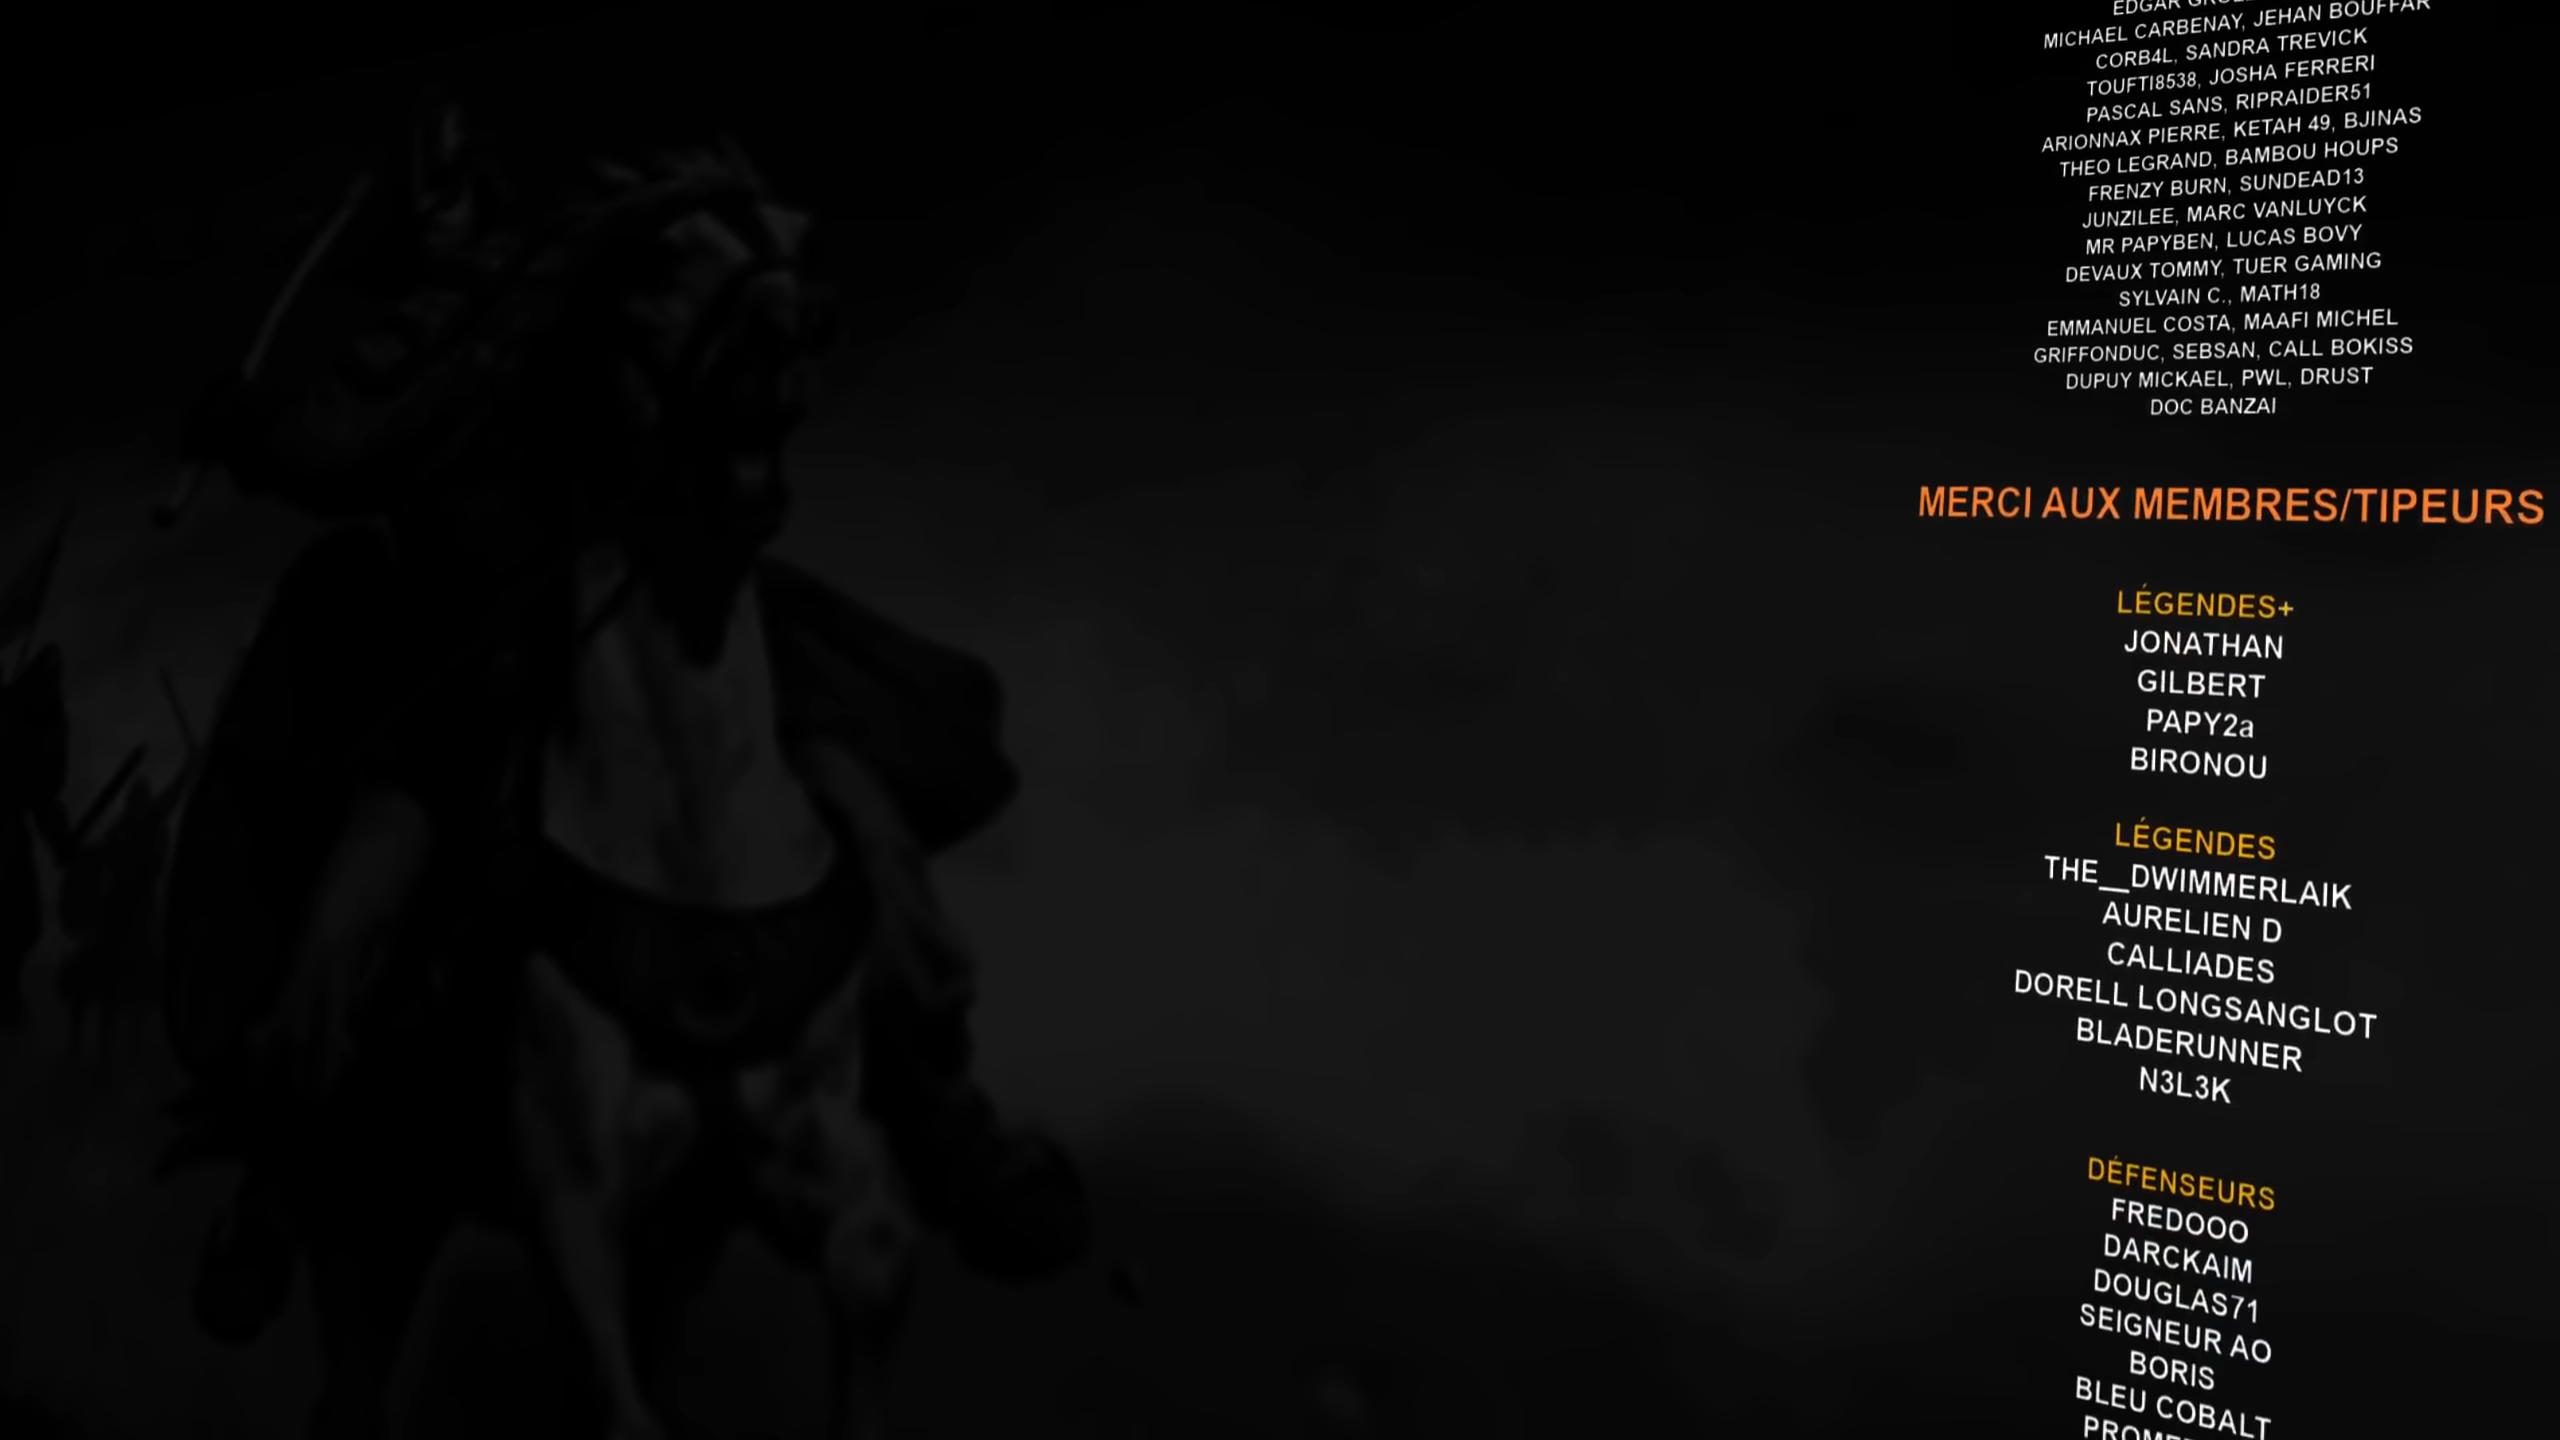 EDGAR
MICHAEL CARBENAY, JEHAN BOUFFAR
CORB4L, SANDRA TREVICK
TOUFTI8538, JOSHA FERRERI
PASCAL SANS, RIPRAIDER51
ARIONNAX PIERRE, KETAH 49, BJINAS
THEO LEGRAND, BAMBOU HOUPS
FRENZY BURN, SUNDEAD13
JUNZILEE, MARC VANLUYCK
MR PAPYBEN, LUCAS BOVY
DEVAUX TOMMY, TUER GAMING
SYLVAIN C., MATH18
EMMANUEL COSTA, MAAFI MICHEL
GRIFFONDUC, SEBSAN, CALL BOKISS
DUPUY MICKAEL, PWL, DRUST
DOC BANZAI
MERCI AUX MEMBRES/TIPEURS
LÉGENDES+
JONATHAN
GILBERT
PAPY2a
BIRONOU
LÉGENDES
THE__DWIMMERLAIK
AURELIEN D
CALLIADES
DORELL LONGSANGLOT
BLADERUNNER
N3L3K
DÉFENSEURS
FREDOOO
DARCKAIM
DOUGLAS71
SEIGNEUR AO
BORIS
BLEU COBALT